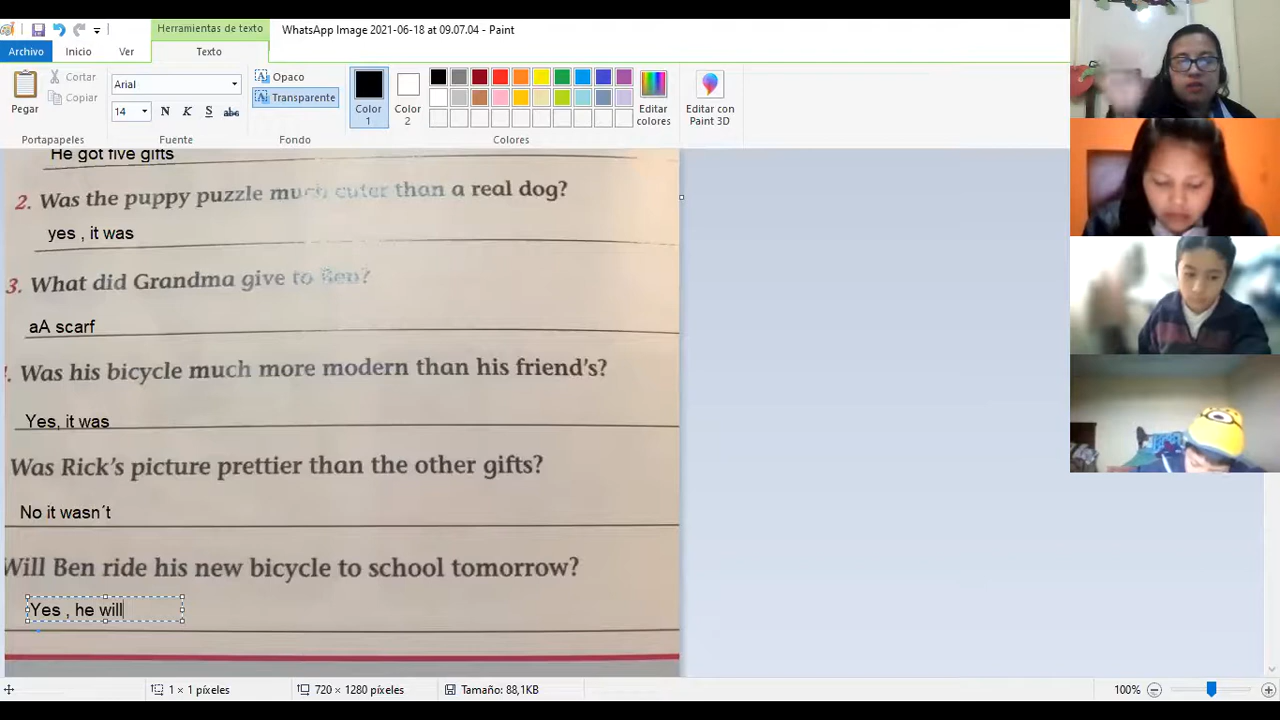 Herramientas de texto
WhatsApp Image 2021-06-18 at 09.07.04 - Paint
Archivo
Inicio
Ver
Texto
Pegar
Cortar
Copiar
Portapapeles
Arial
14
N K S abc
Fuente
Opaco
Transparente
Fondo
Color 1
Color 2
Editar colores
Editar con Paint 3D
Colores
He got five gifts
2. Was the puppy puzzle much cuter than a real dog?
yes , it was
3. What did Grandma give to Ben?
aA scarf
. Was his bicycle much more modern than his friend's?
Yes, it was
Was Rick's picture prettier than the other gifts?
No it wasn´t
Will Ben ride his new bicycle to school tomorrow?
Yes , he will
1 × 1 píxeles
720 × 1280 píxeles
Tamaño: 88,1KB
100%